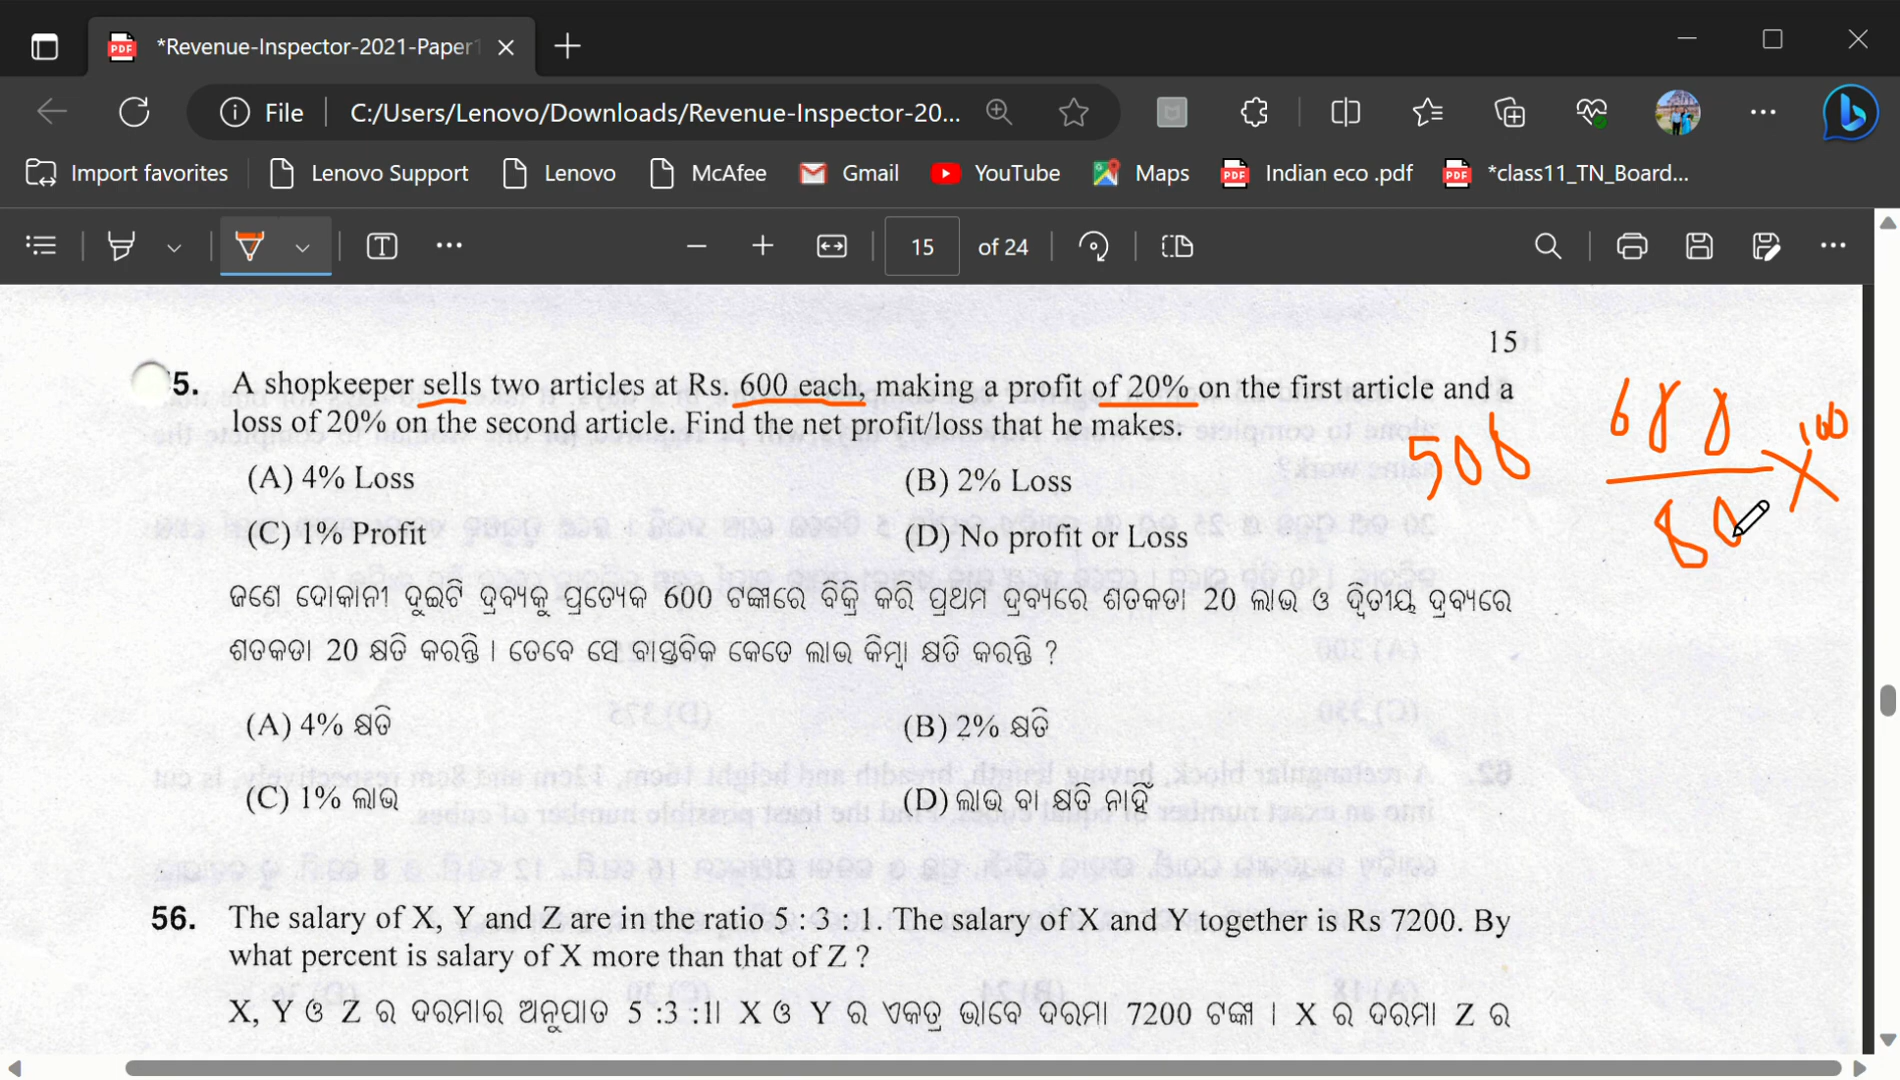 *Revenue-Inspector-2021-Paper1
File C:/Users/Lenovo/Downloads/Revenue-Inspector-20...
Import favorites Lenovo Support Lenovo McAfee Gmail YouTube Maps Indian eco .pdf *class11_TN_Board...
15 of 24
15
5. A shopkeeper sells two articles at Rs. 600 each, making a profit of 20% on the first article and a
loss of 20% on the second article. Find the net profit/loss that he makes.
(A) 4% Loss (B) 2% Loss
(C) 1% Profit (D) No profit or Loss
500 600 × 100
80
ଜଣେ ଦୋକାନୀ ଦୁଇଟି ଦ୍ରବ୍ୟକୁ ପ୍ରତ୍ୟେକ 600 ଟଙ୍କାରେ ବିକ୍ରି କରି ପ୍ରଥମ ଦ୍ରବ୍ୟରେ ଶତକଡା 20 ଲାଭ ଓ ଦ୍ୱିତୀୟ ଦ୍ରବ୍ୟରେ
ଶତକଡା 20 କ୍ଷତି କରନ୍ତି । ତେବେ ସେ ବାସ୍ତବିକ କେତେ ଲାଭ କିମ୍ବା କ୍ଷତି କରନ୍ତି ?
(A) 4% କ୍ଷତି (B) 2% କ୍ଷତି
(C) 1% ଲାଭ (D) ଲାଭ ବା କ୍ଷତି ନାହିଁ
56. The salary of X, Y and Z are in the ratio 5 : 3 : 1. The salary of X and Y together is Rs 7200. By
what percent is salary of X more than that of Z ?
X, Y ଓ Z ର ଦରମାର ଅନୁପାତ 5 :3 :1। X ଓ Y ର ଏକତ୍ର ଭାବେ ଦରମା 7200 ଟଙ୍କା । X ର ଦରମା Z ର